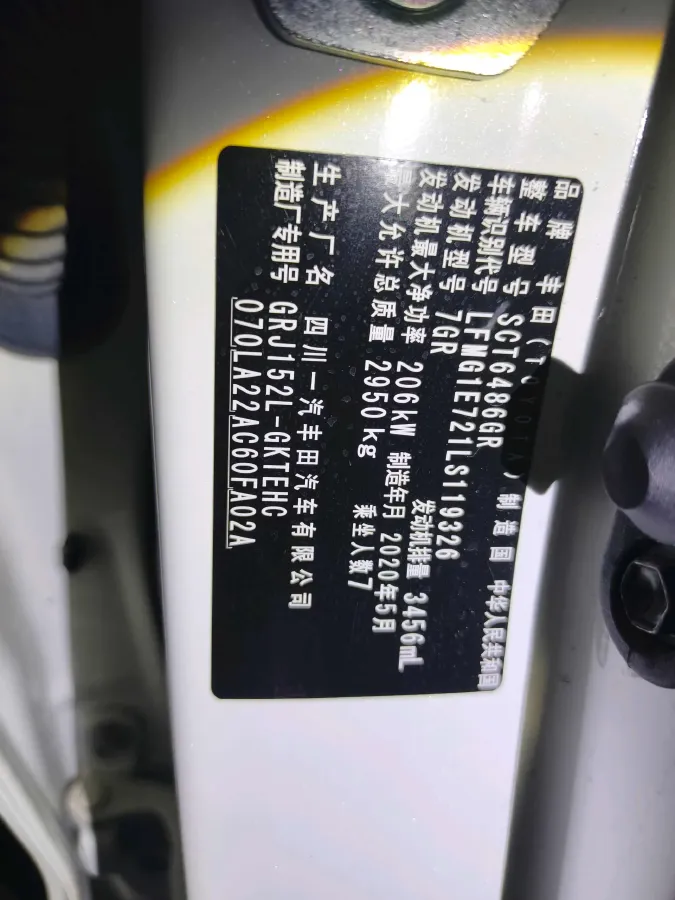 品牌 丰田(TOYOTA) 制造国 中华人民共和国
整车型号 SCT6486GR
车辆识别代号 LFMG1E721LS119326
发动机型号 7GR 发动机排量 3456mL
发动机最大净功率 206kW 制造年月 2020年5月
最大允许总质量 2950kg 乘坐人数7
生产厂名 四川一汽丰田汽车有限公司
制造厂专用号 GRJ152L-GKTEHC
070LA22AC60FA02A